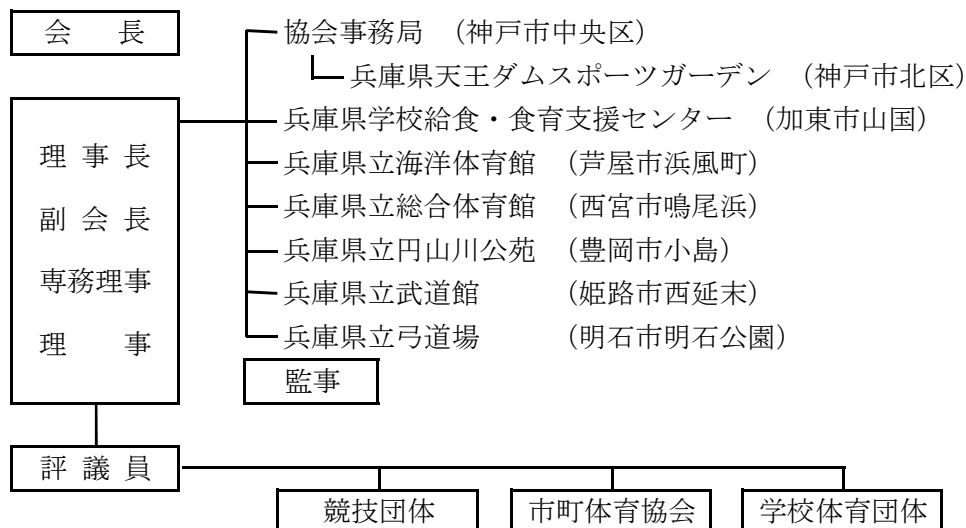 会長
協会事務局 （神戸市中央区）
兵庫県天王ダムスポーツガーデン （神戸市北区）
兵庫県学校給食・食育支援センター （加東市山国）
兵庫県立海洋体育館 （芦屋市浜風町）
兵庫県立総合体育館 （西宮市鳴尾浜）
兵庫県立円山川公苑 （豊岡市小島）
兵庫県立武道館 （姫路市西延末）
兵庫県立弓道場 （明石市明石公園）
理事長
副会長
専務理事
理事
監事
評議員
競技団体
市町体育協会
学校体育団体